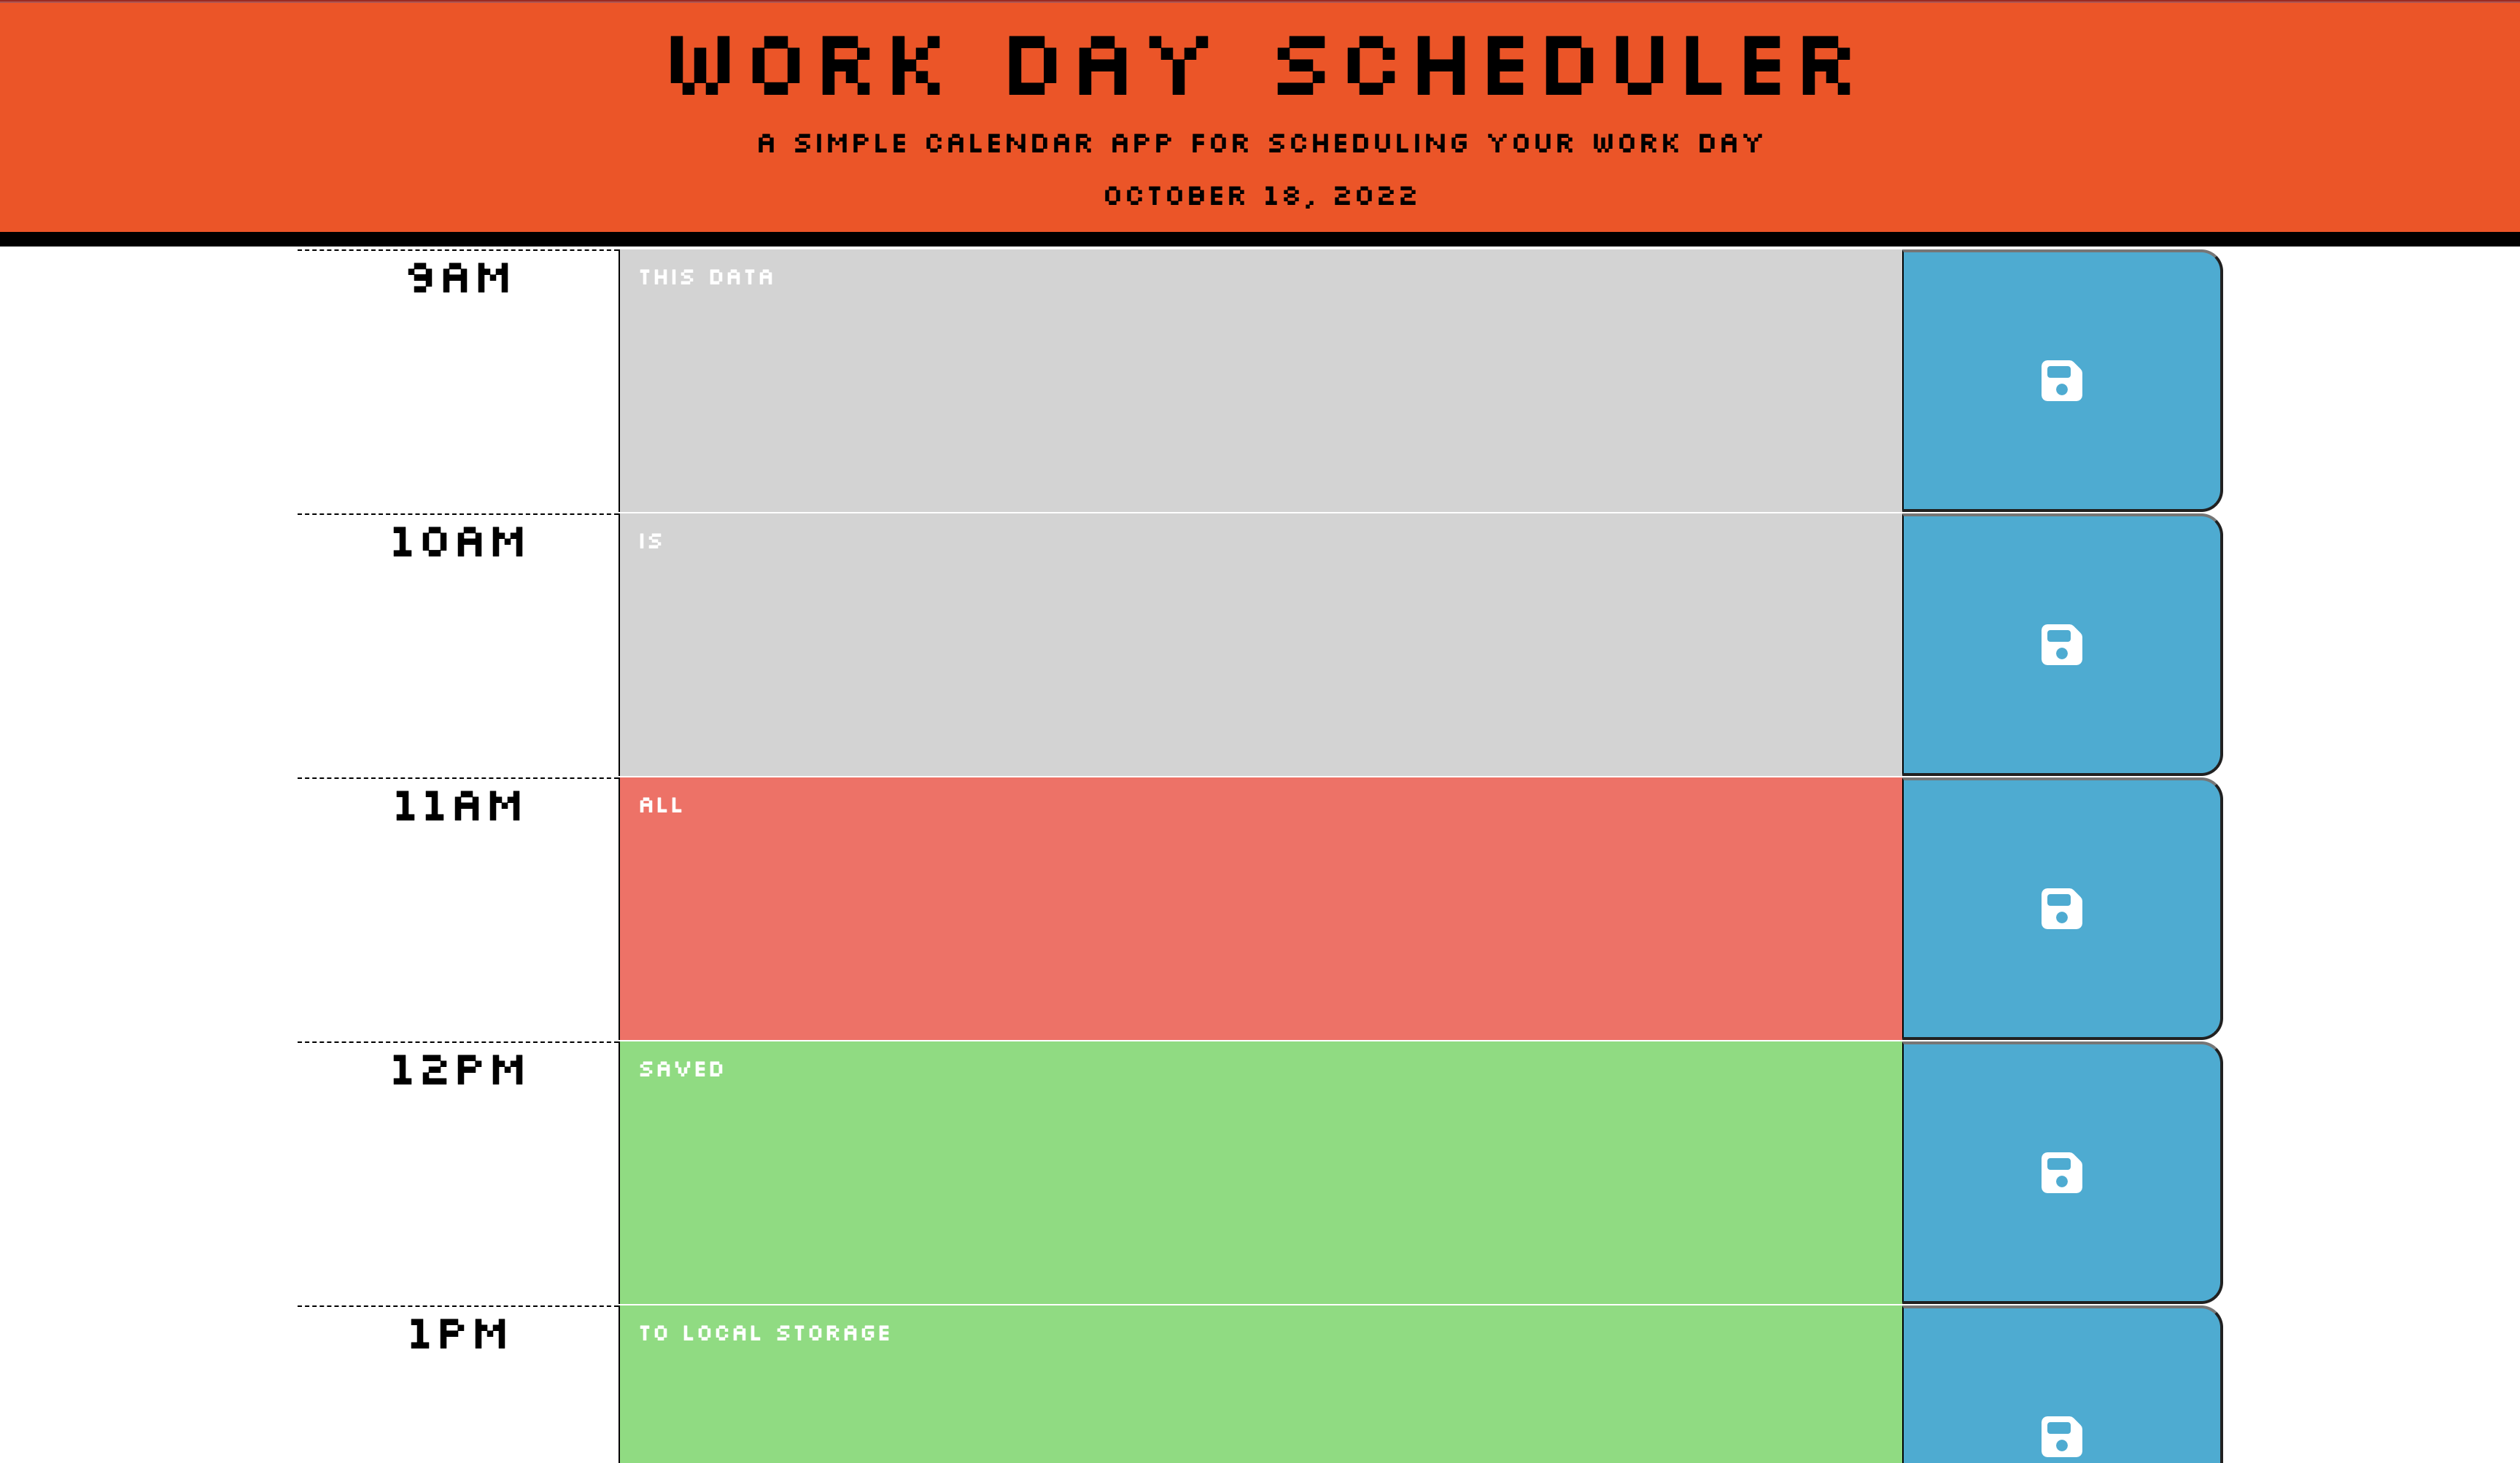 WORK DAY SCHEDULER
A SIMPLE CALENDAR APP FOR SCHEDULING YOUR WORK DAY
OCTOBER 18, 2022
9AM
THIS DATA
10AM
IS
11AM
ALL
12PM
SAVED
1PM
TO LOCAL STORAGE